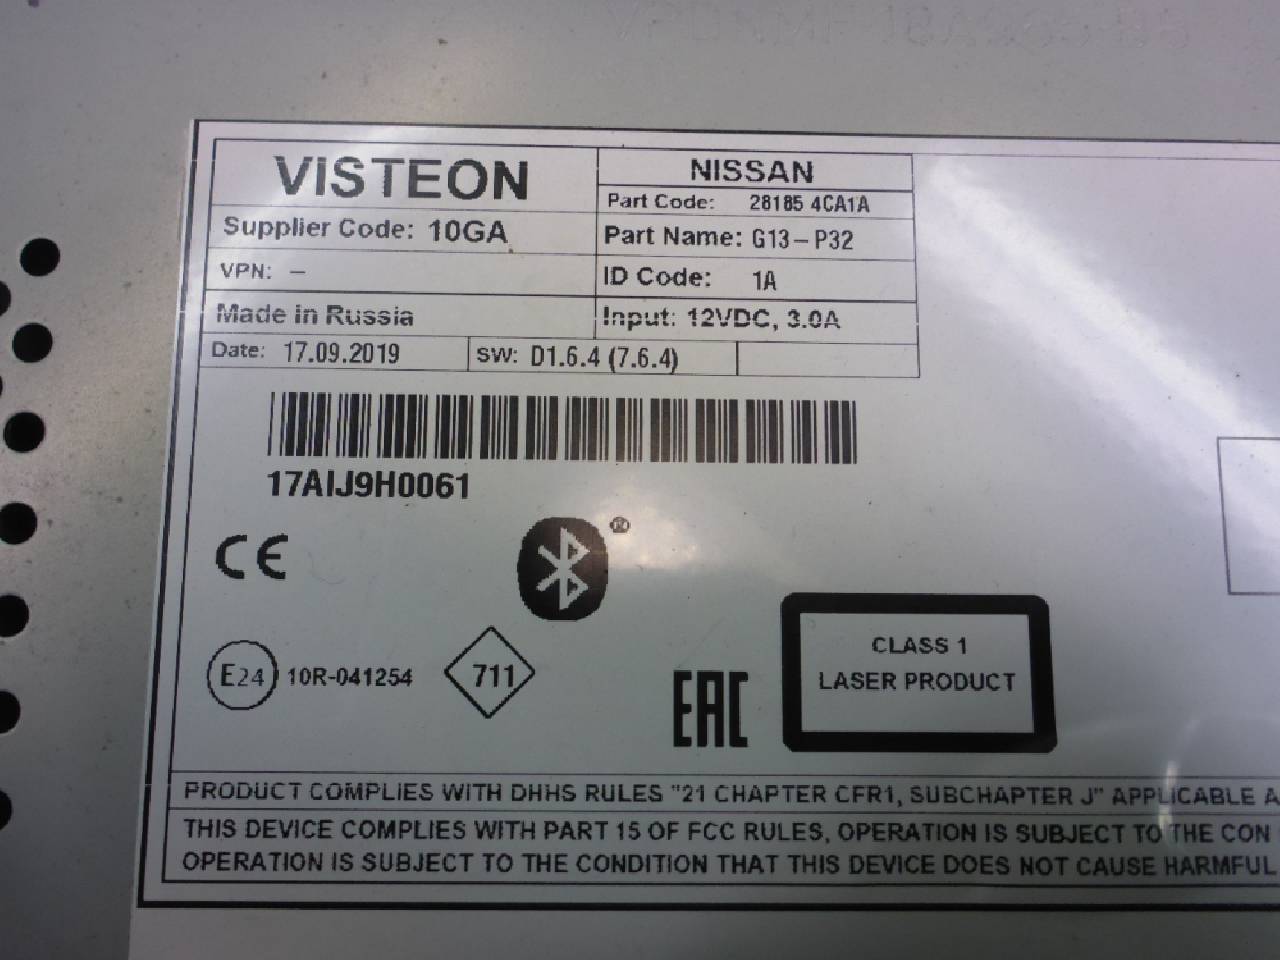 VISTEON
NISSAN
Part Code: 28185 4CA1A
Supplier Code: 10GA
Part Name: G13-P32
VPN: -
ID Code: 1A
Made in Russia
Input: 12VDC, 3.0A
Date: 17.09.2019
SW: D1.6.4 (7.6.4)
17AIJ9H0061
CE
®
E24 10R-041254
711
EAC
CLASS 1
LASER PRODUCT
PRODUCT COMPLIES WITH DHHS RULES "21 CHAPTER CFR1, SUBCHAPTER J" APPLICABLE A
THIS DEVICE COMPLIES WITH PART 15 OF FCC RULES, OPERATION IS SUBJECT TO THE CON
OPERATION IS SUBJECT TO THE CONDITION THAT THIS DEVICE DOES NOT CAUSE HARMFUL